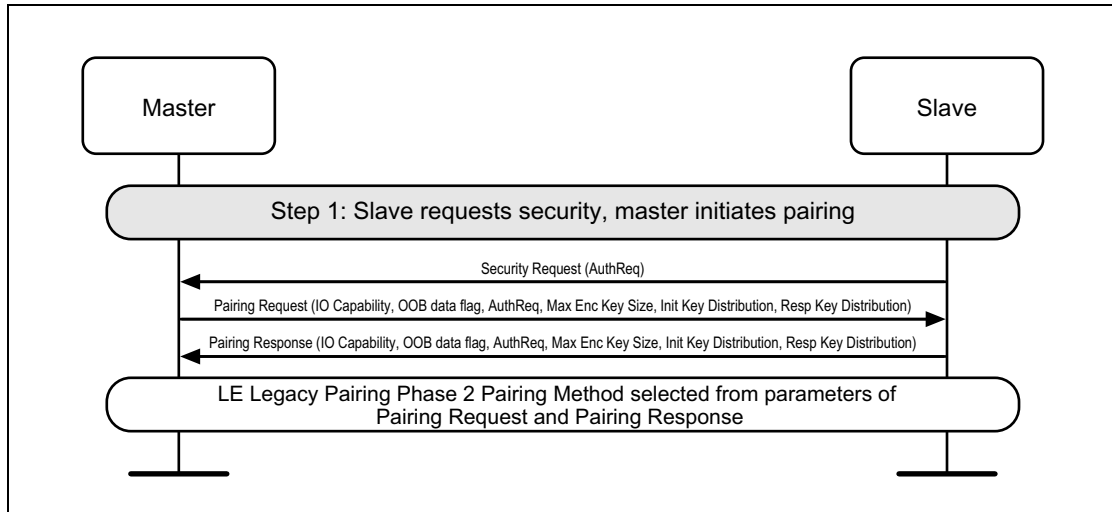 Master
Slave
Step 1: Slave requests security, master initiates pairing
Security Request (AuthReq)
Pairing Request (IO Capability, OOB data flag, AuthReq, Max Enc Key Size, Init Key Distribution, Resp Key Distribution)
Pairing Response (IO Capability, OOB data flag, AuthReq, Max Enc Key Size, Init Key Distribution, Resp Key Distribution)
LE Legacy Pairing Phase 2 Pairing Method selected from parameters of
Pairing Request and Pairing Response